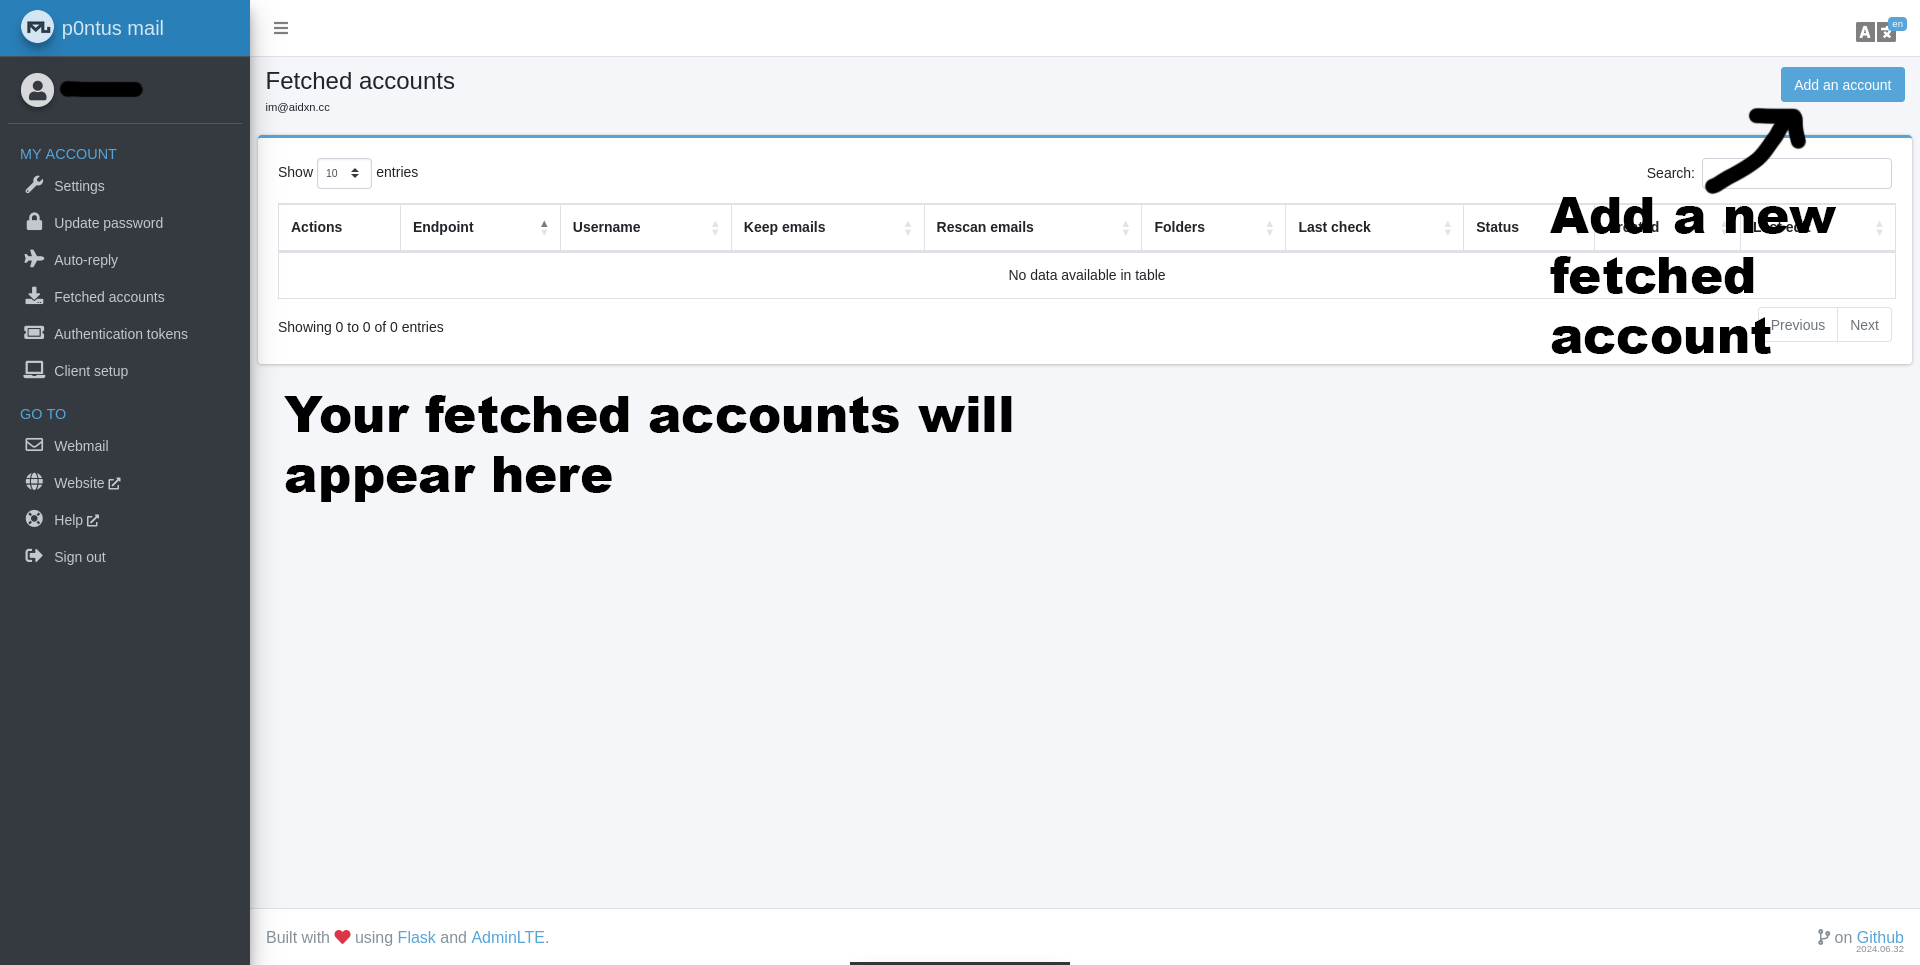 p0ntus mail
en
Fetched accounts
im@aidxn.cc
Add an account
MY ACCOUNT
Settings
Update password
Auto-reply
Fetched accounts
Authentication tokens
Client setup
GO TO
Webmail
Website
Help
Sign out
Show 10 entries
Search:
Actions Endpoint Username Keep emails Rescan emails Folders Last check Status
No data available in table
Showing 0 to 0 of 0 entries
Previous Next
Add a new
fetched
account
Your fetched accounts will
appear here
Built with using Flask and AdminLTE.
on Github
2024.06.32